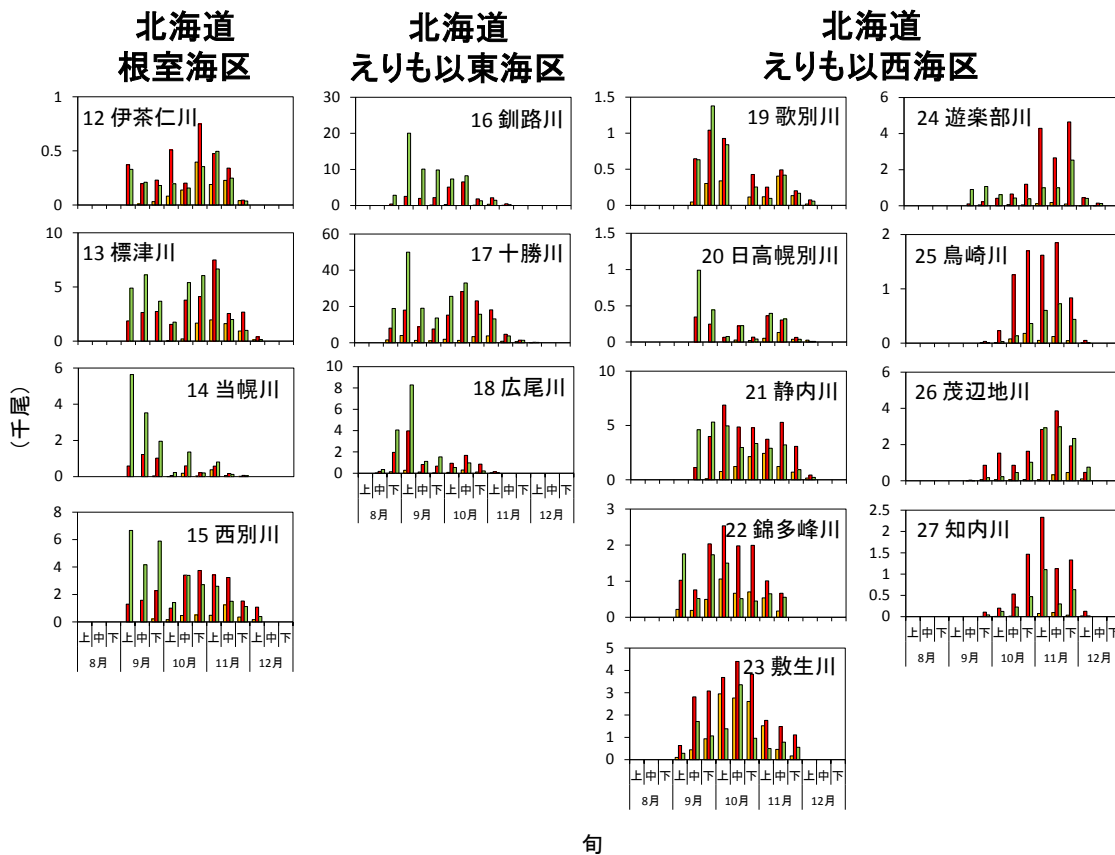 北海道
根室海区
北海道
えりも以東海区
北海道
えりも以西海区
(千尾)
12 伊茶仁川
1
0.5
0
13 標津川
10
5
0
14 当幌川
6
4
2
0
15 西別川
8
6
4
2
0
上 中 下 上 中 下 上 中 下 上 中 下 上 中 下
8月 9月 10月 11月 12月
16 釧路川
30
20
10
0
17 十勝川
60
40
20
0
18 広尾川
10
8
6
4
2
0
上 中 下 上 中 下 上 中 下 上 中 下 上 中 下
8月 9月 10月 11月 12月
19 歌別川
1.5
1
0.5
0
20 日高幌別川
1.5
1
0.5
0
21 静内川
10
5
0
22 錦多峰川
3
2
1
0
23 敷生川
5
4
3
2
1
0
上 中 下 上 中 下 上 中 下 上 中 下 上 中 下
8月 9月 10月 11月 12月
24 遊楽部川
6
4
2
0
25 鳥崎川
2
1
0
26 茂辺地川
6
4
2
0
27 知内川
2.5
2
1.5
1
0.5
0
上 中 下 上 中 下 上 中 下 上 中 下 上 中 下
8月 9月 10月 11月 12月
旬